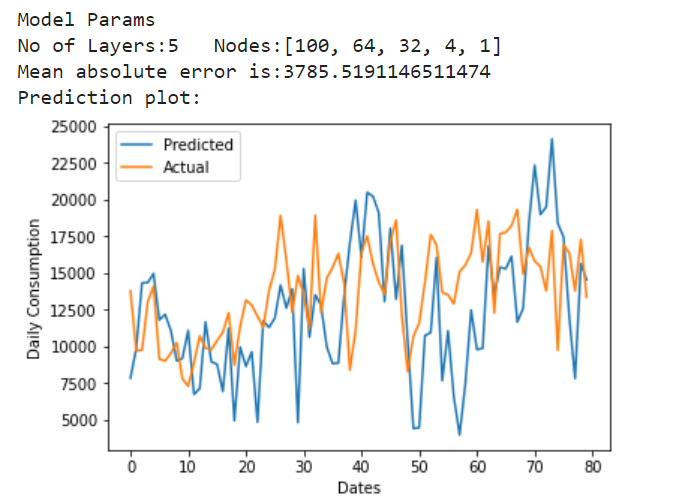 Model Params
No of Layers:5   Nodes:[100, 64, 32, 4, 1]
Mean absolute error is:3785.5191146511474
Prediction plot:
25000
22500
20000
17500
15000
12500
10000
7500
5000
Daily Consumption
Predicted
Actual
0 10 20 30 40 50 60 70 80
Dates